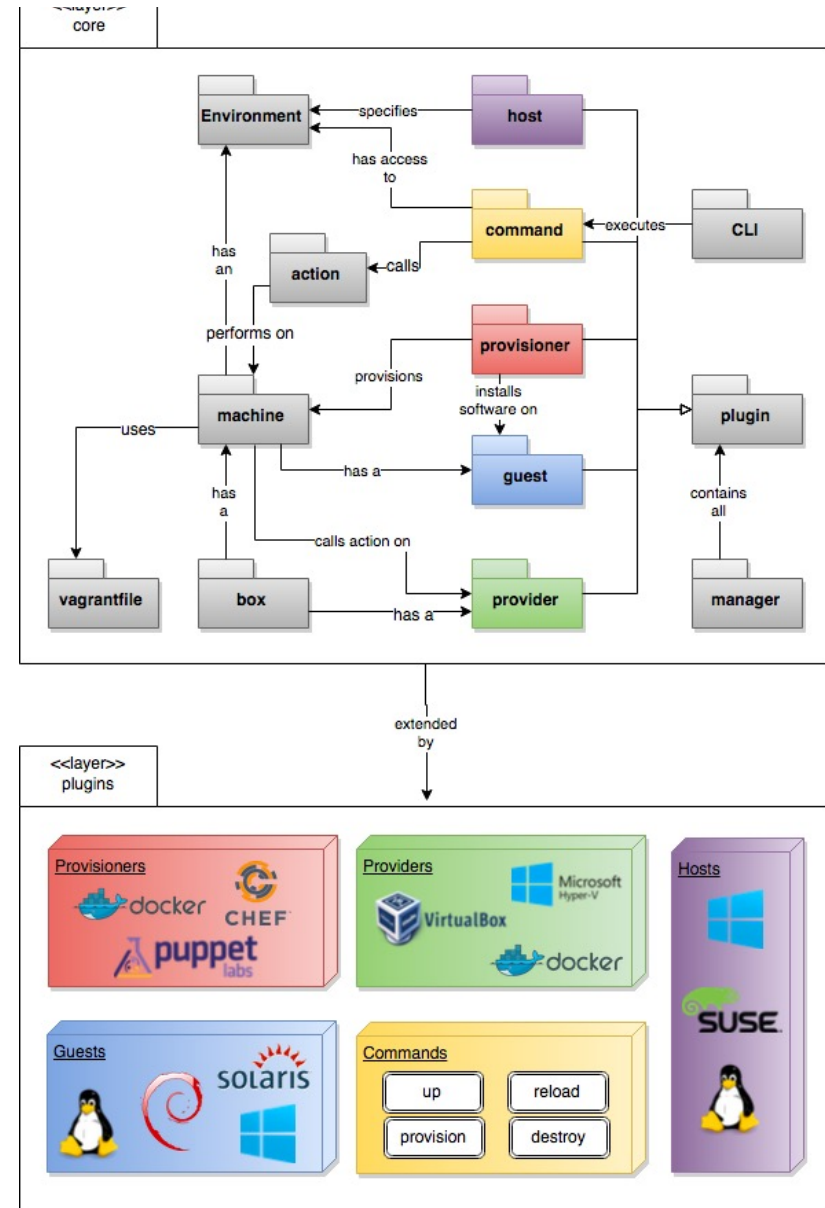 <<layer>>
core
Environment
specifies
host
has access
to
command
executes
CLI
has
an
action
calls
performs on
provisioner
provisions
installs
software on
machine
plugin
uses
has a
guest
has
a
contains
all
calls action on
vagrantfile
box
has a
provider
manager
extended
by
<<layer>>
plugins
Provisioners
docker
CHEF
puppet
labs
Providers
Microsoft
Hyper-V
VirtualBox
docker
Hosts
SUSE
Guests
solaris
Commands
up
reload
provision
destroy